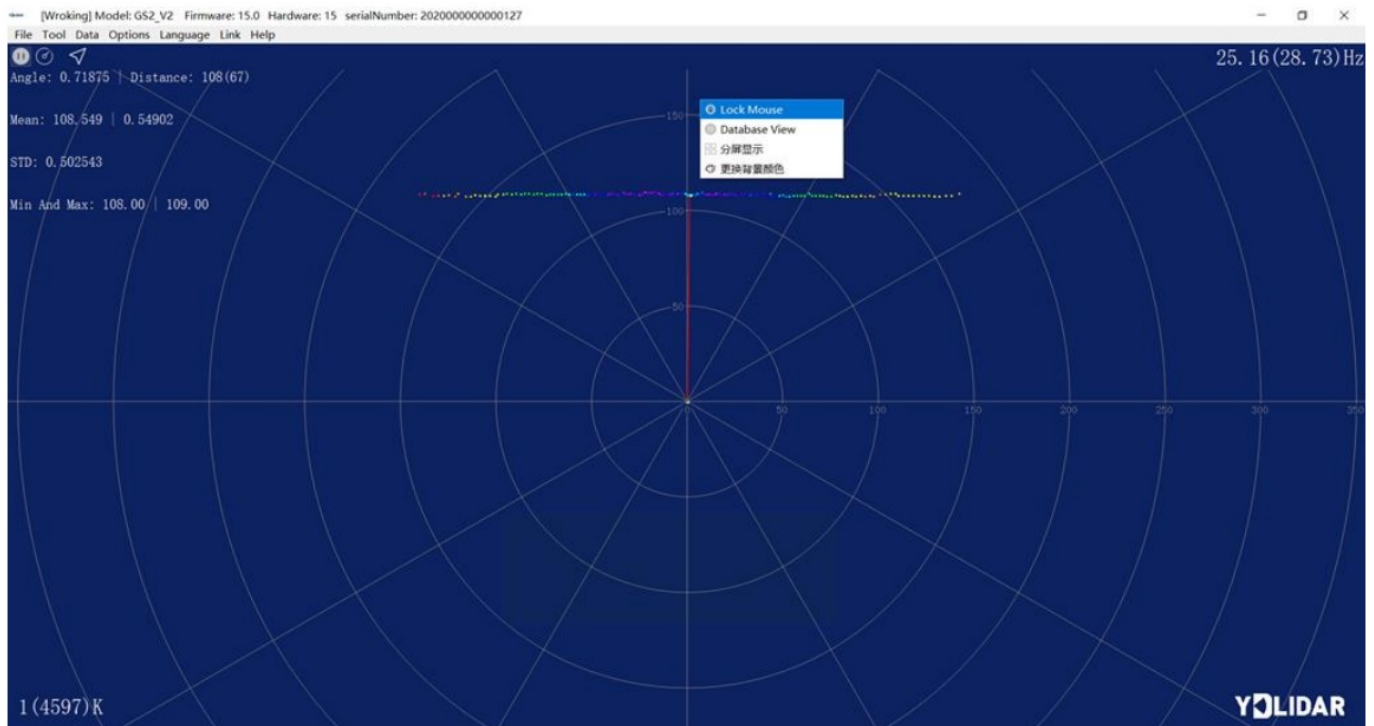 [Wroking] Model: GS2_V2 Firmware: 15.0 Hardware: 15 serialNumber: 2020000000000127
File Tool Data Options Language Link Help
25.16(28.73)Hz
Angle: 0.71875 | Distance: 108(67)
Mean: 108.549 | 0.54902
STD: 0.502543
Min And Max: 108.00 | 109.00
Lock Mouse
Database View
分屏显示
更换背景颜色
150
100
50
0 50 100 150 200 250 300 350
1(4597)K
YDLIDAR